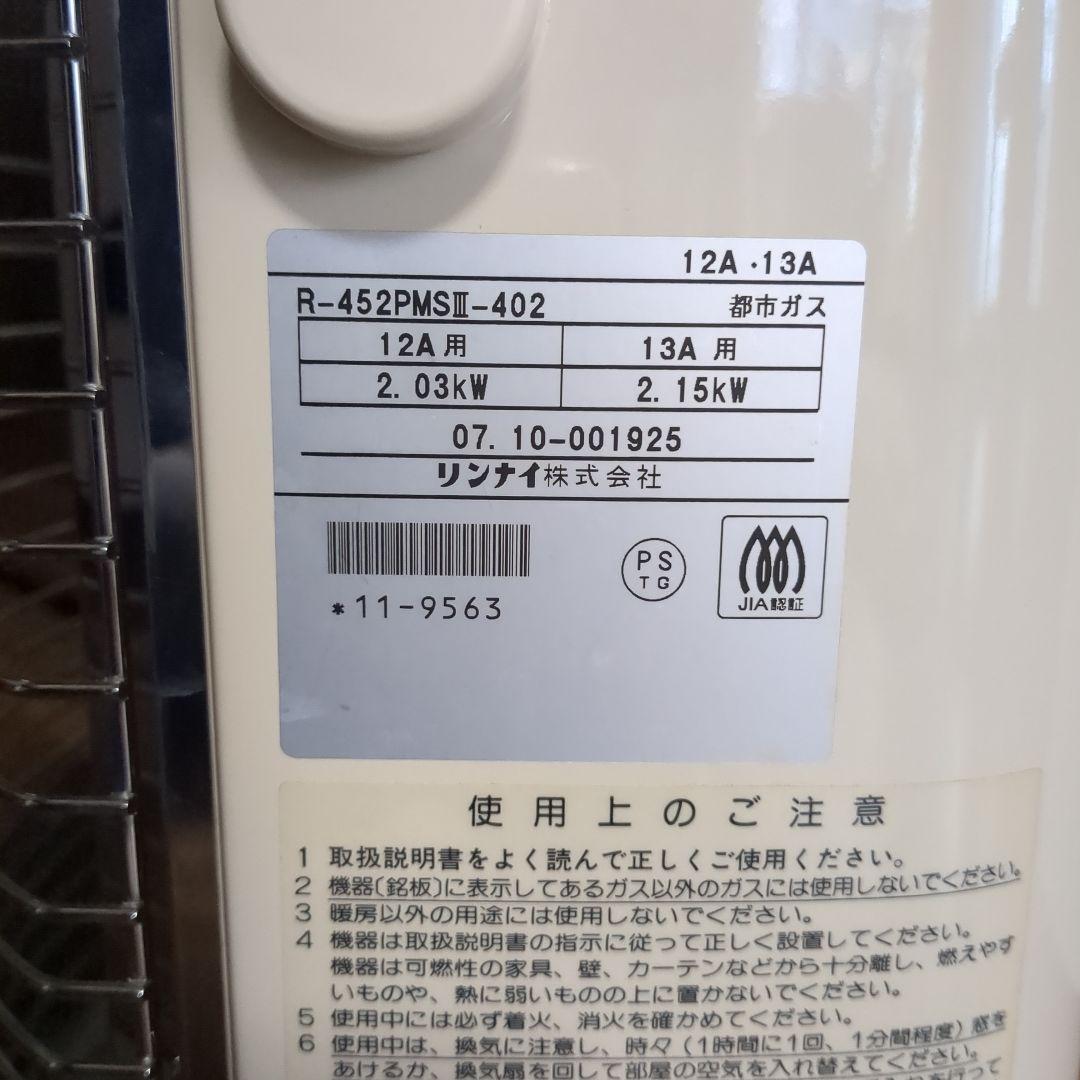 12A・13A
R-452PMSⅢ-402 都市ガス
12A 用 13A 用
2. 03kW 2. 15kW
07. 10-001925
リンナイ株式会社
PS
TG
JIA認証
*11-9563
使用上のご注意
1 取扱説明書をよく読んで正しくご使用ください。
2 機器(銘板)に表示してあるガス以外のガスには使用しないでください。
3 暖房以外の用途には使用しないでください。
4 機器は取扱説明書の指示に従って正しく設置してください。
機器は可燃性の家具、壁、カーテンなどから十分離し、燃えやす
いものや、熱に弱いものの上に置かないでください。
5 使用中には必ず着火、消火を確かめてください。
6 使用中は、換気に注意し、時々(1時間に1回、1分間程度)窓を
あけるか、換気扇を回して部屋の空気を入れ替えてください。
を行って